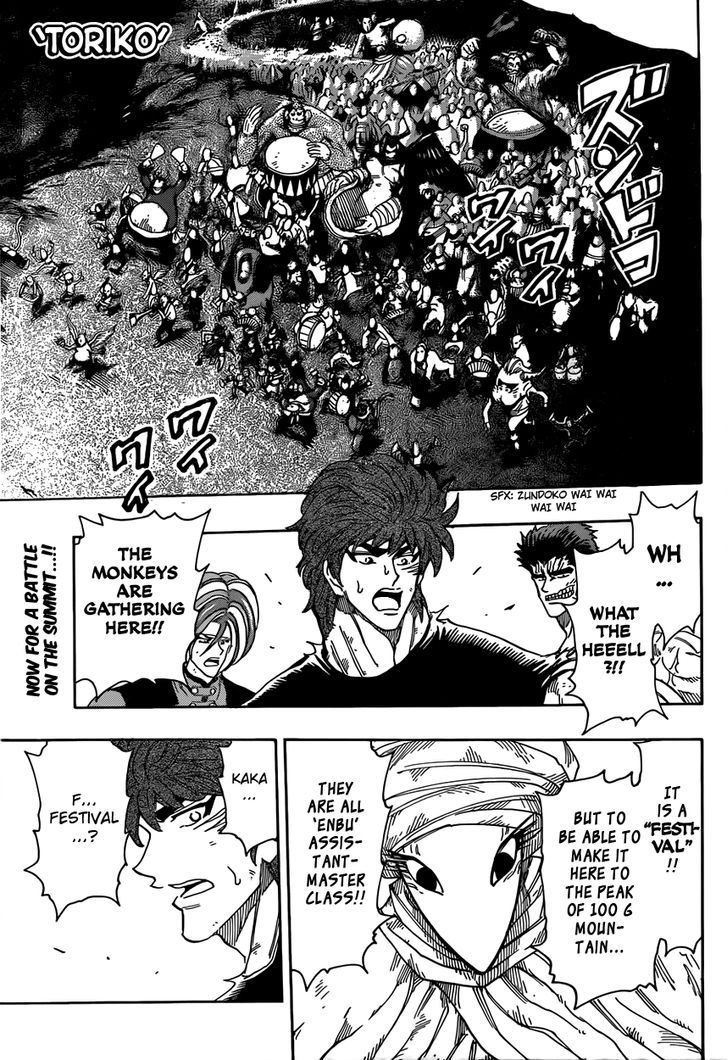 'TORIKO'
ズンドコ
ワイ
ワイ
ワイ
ワイ
SFX: ZUNDOKO WAI WAI
WAI WAI
WH
...
WHAT
THE
HEEELL
?!!
THE
MONKEYS
ARE
GATHERING
HERE!!
NOW FOR A BATTLE
ON THE SUMMIT...!!
IT
IS A
"FESTI-
VAL"
!!
BUT TO
BE ABLE TO
MAKE IT
HERE TO
THE PEAK
OF 100 G
MOUN-
TAIN...
THEY
ARE ALL
'ENBU'
ASSIS-
TANT-
MASTER
CLASS!!
KAKA
...
F...
FESTIVAL
...?